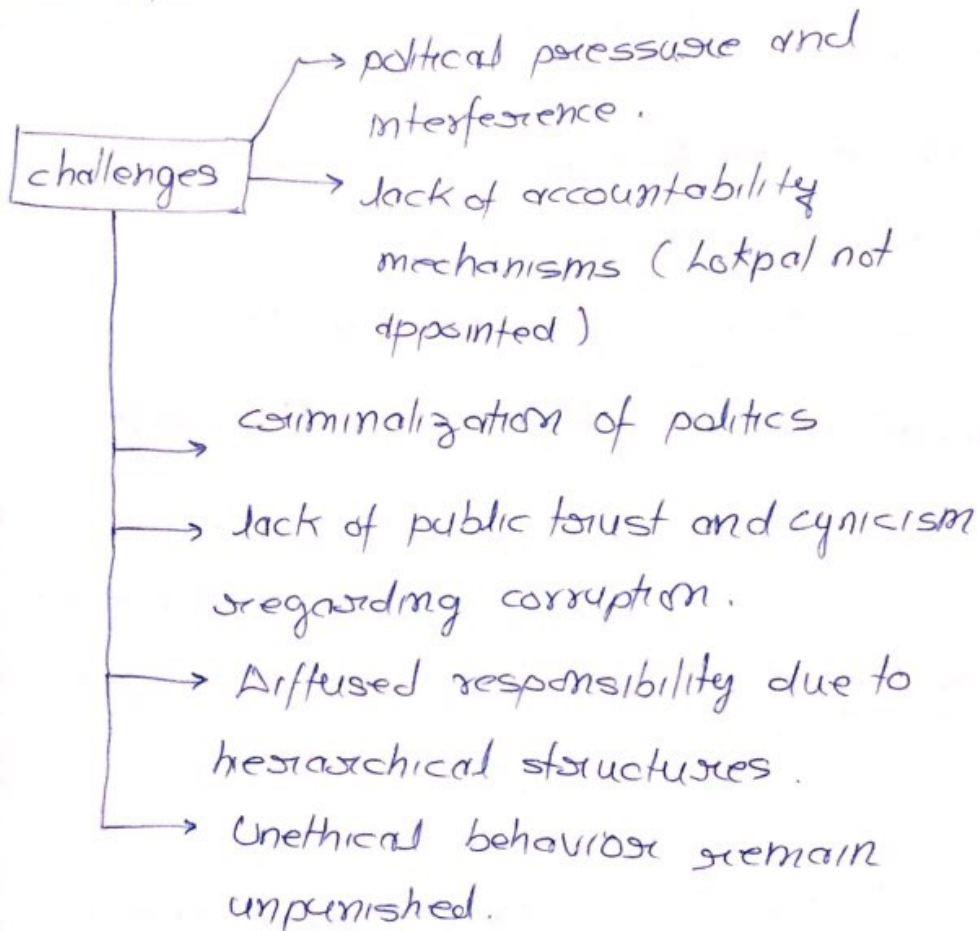 political pressure and
interference.
challenges
lack of accountability
mechanisms (Lokpal not
appointed)
criminalization of politics
lack of public trust and cynicism
regarding corruption.
Diffused responsibility due to
hierarchical structures.
Unethical behavior remain
unpunished.